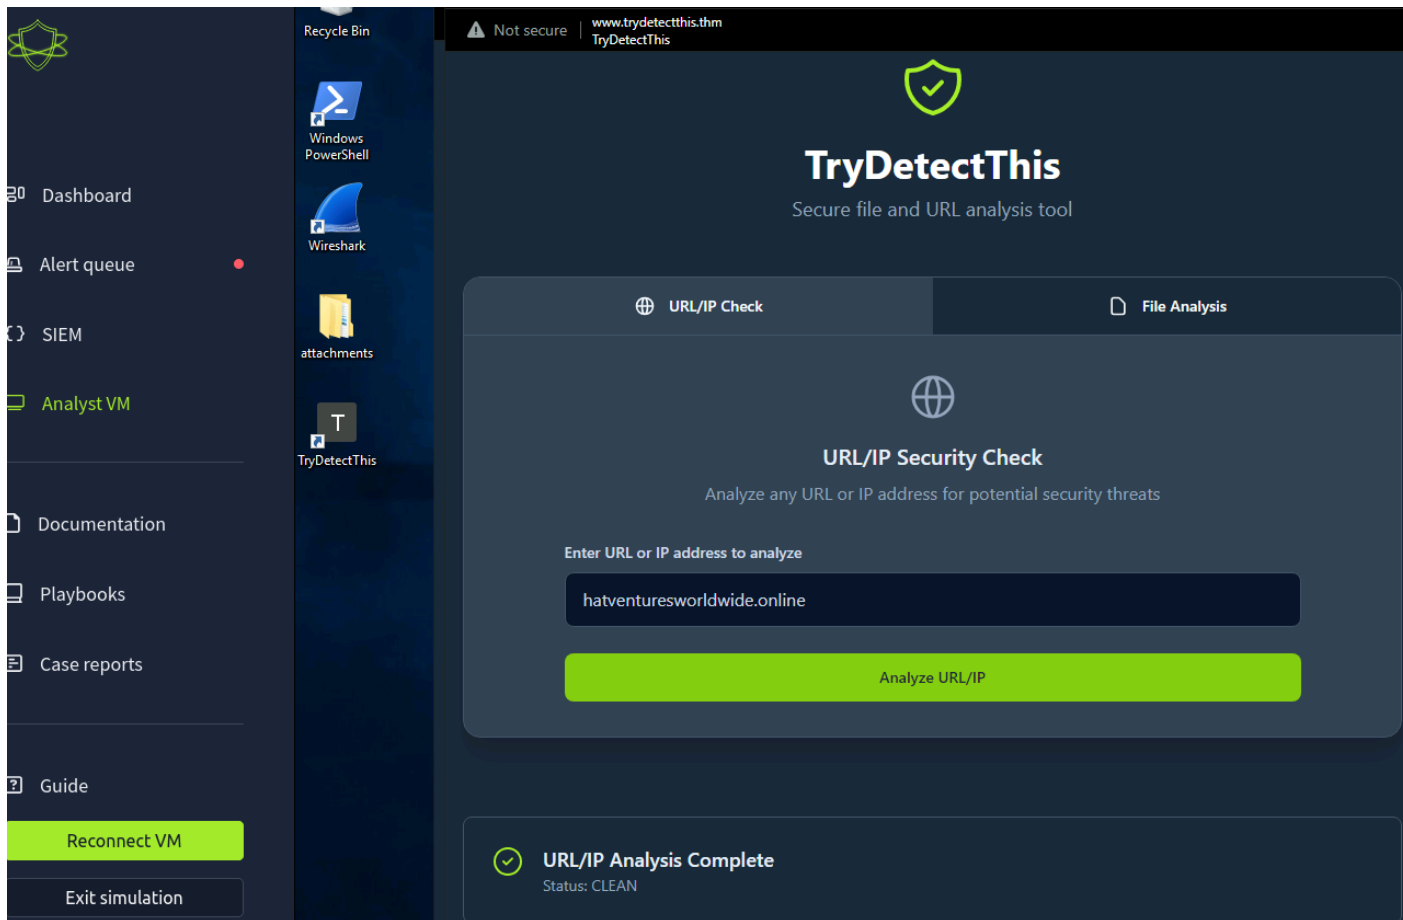 Dashboard
Alert queue
SIEM
Analyst VM
Documentation
Playbooks
Case reports
Guide
Reconnect VM
Exit simulation
Recycle Bin
Windows
PowerShell
Wireshark
attachments
T
TryDetectThis
Not secure
www.trydetectthis.thm
TryDetectThis
TryDetectThis
Secure file and URL analysis tool
URL/IP Check
File Analysis
URL/IP Security Check
Analyze any URL or IP address for potential security threats
Enter URL or IP address to analyze
hatventuresworldwide.online
Analyze URL/IP
URL/IP Analysis Complete
Status: CLEAN